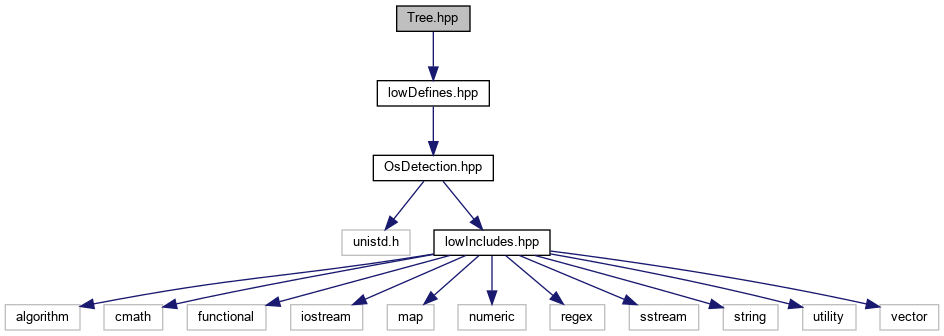 Tree.hpp
lowDefines.hpp
OsDetection.hpp
unistd.h
lowIncludes.hpp
algorithm
cmath
functional
iostream
map
numeric
regex
sstream
string
utility
vector